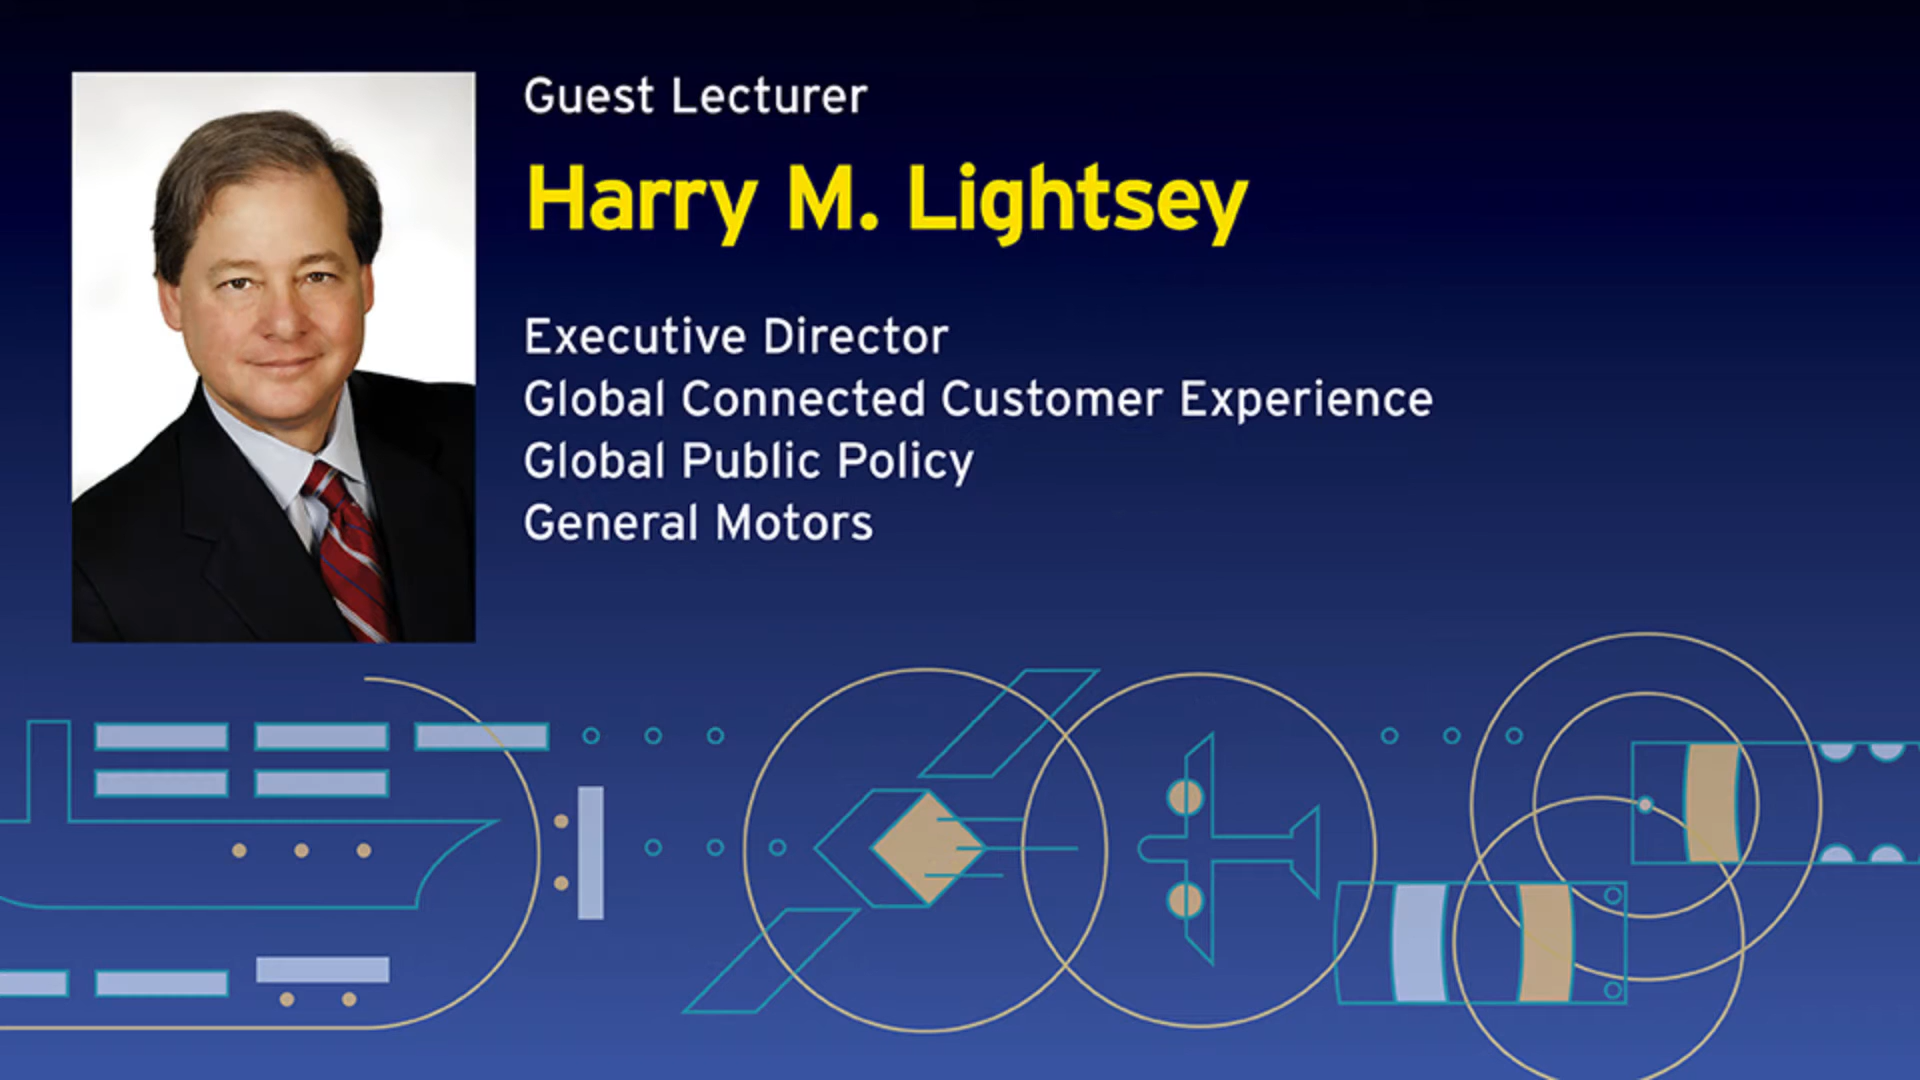 Guest Lecturer
Harry M. Lightsey
Executive Director
Global Connected Customer Experience
Global Public Policy
General Motors